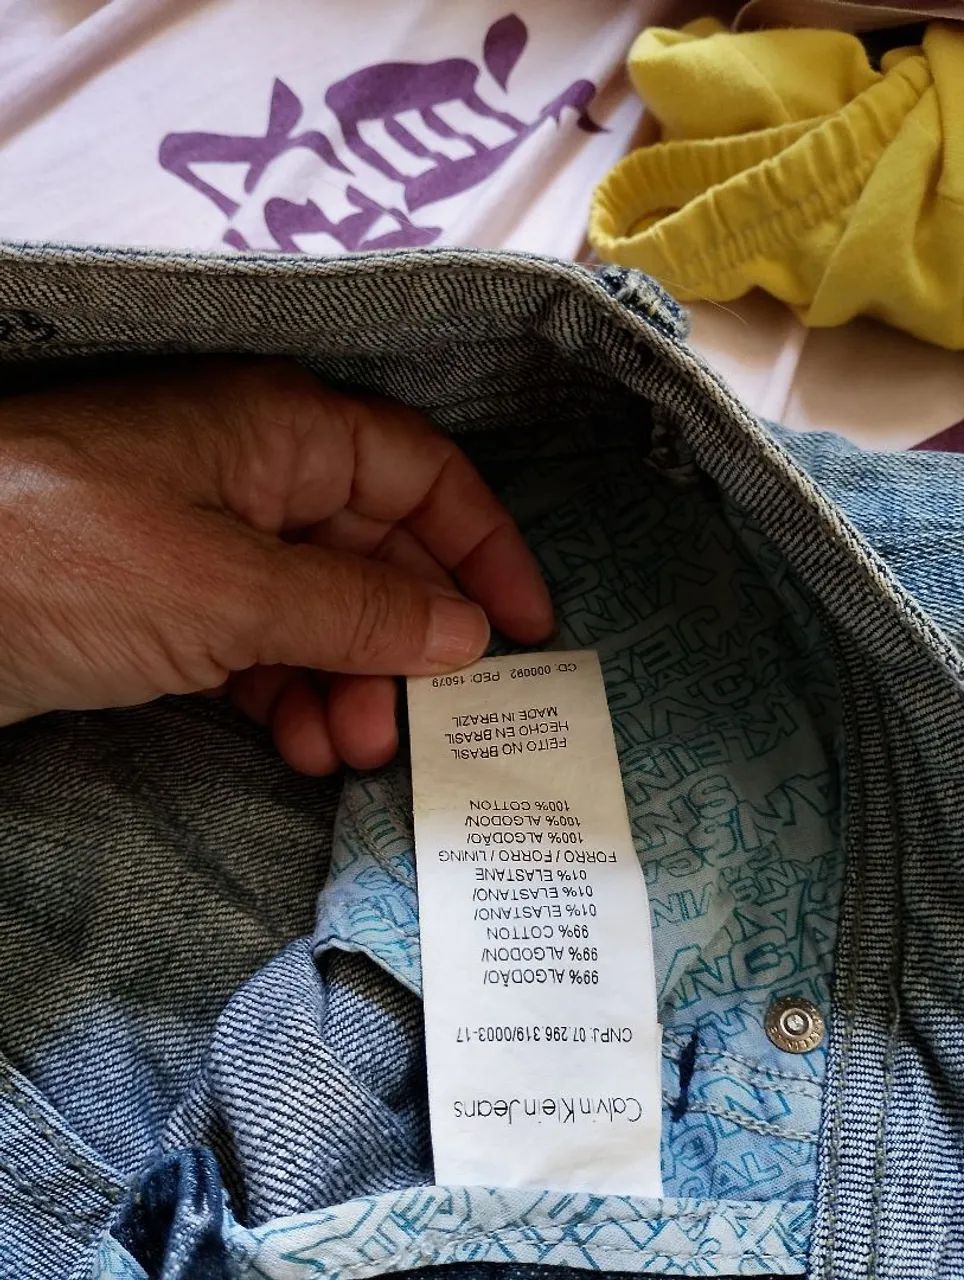 Calvin Klein Jeans
CNPJ: 07.296.319/0003-17
99% ALGODÃO/
99% ALGODON/
99% COTTON
01% ELASTANO/
01% ELASTANO/
01% ELASTANE
FORRO / FORRO / LINING
100% ALGODÃO/
100% ALGODON/
100% COTTON
FEITO NO BRASIL
HECHO EN BRASIL
MADE IN BRAZIL
CD: 000092 PED: 15079